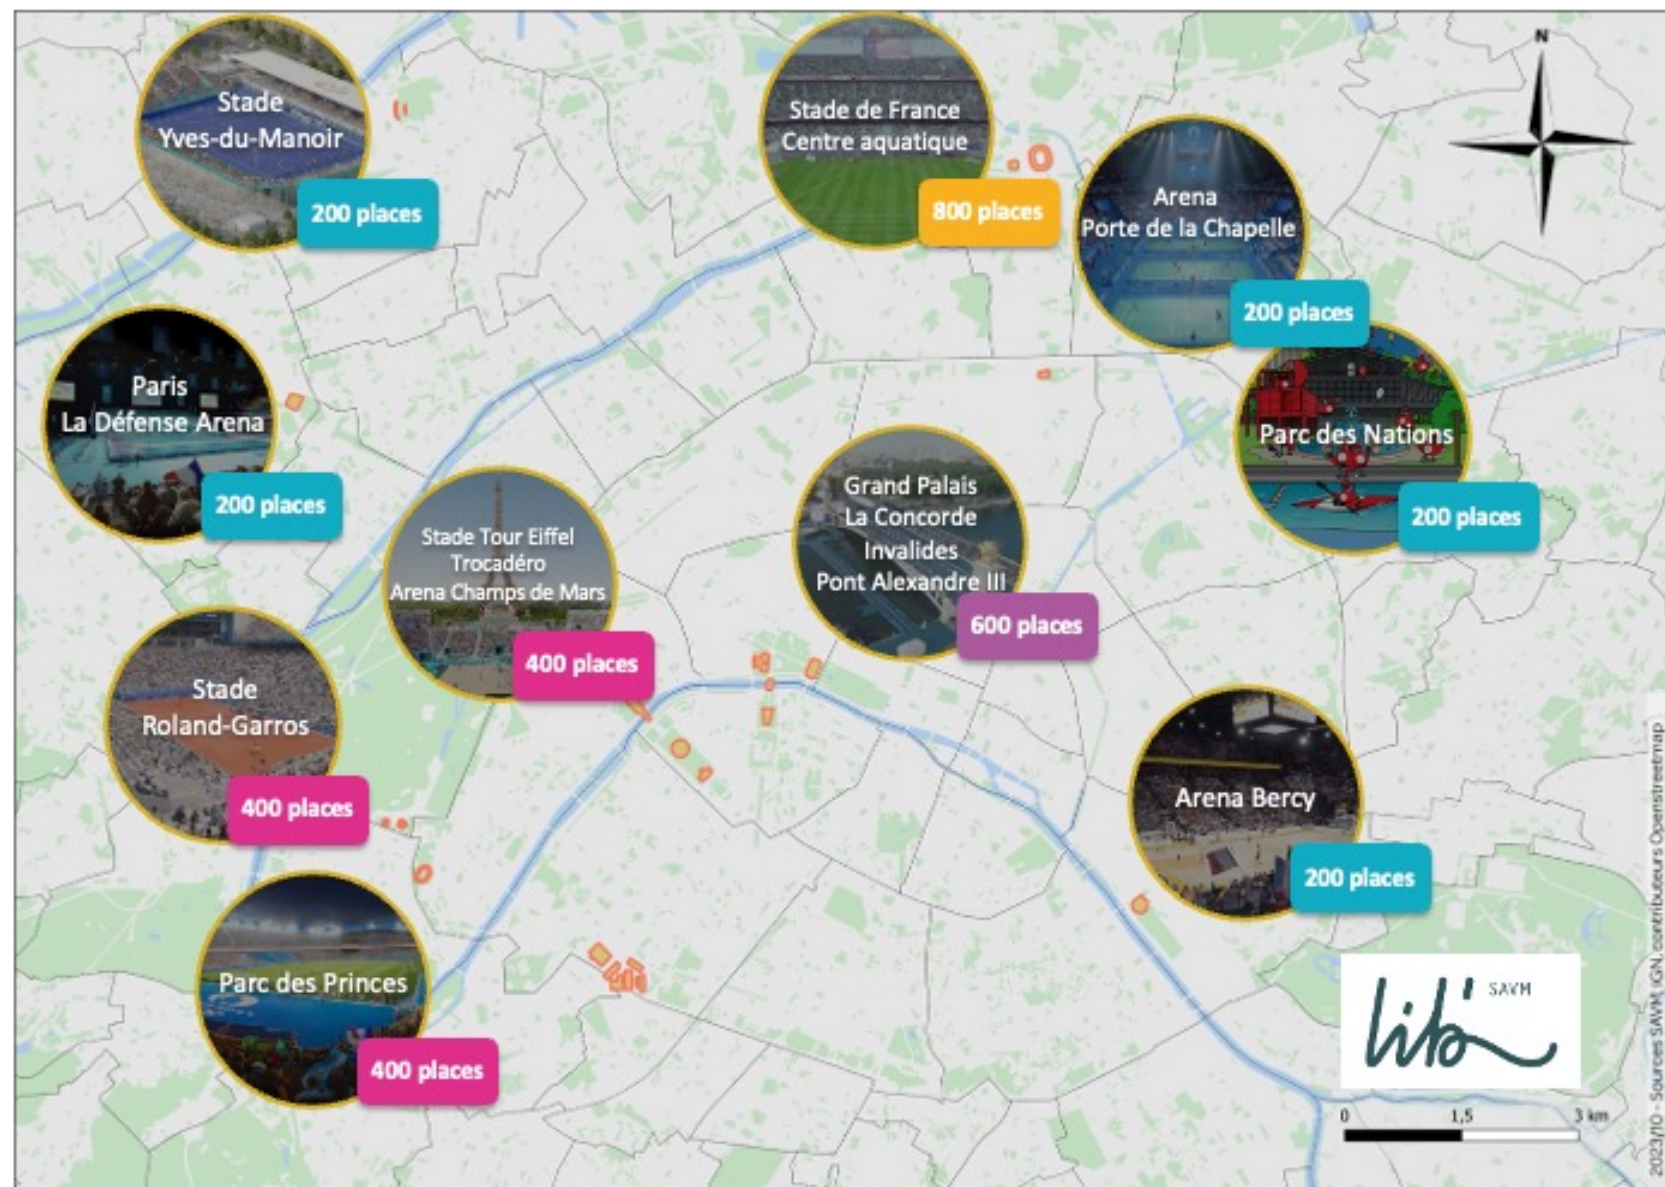 Stade
Yves-du-Manoir
200 places
Stade de France
Centre aquatique
800 places
N
Arena
Porte de la Chapelle
200 places
Paris
La Défense Arena
200 places
Parc des Nations
200 places
Stade Tour Eiffel
Trocadéro
Arena Champs de Mars
400 places
Grand Palais
La Concorde
Invalides
Pont Alexandre III
600 places
Stade
Roland-Garros
400 places
Arena Bercy
200 places
Parc des Princes
400 places
vélib'
SAVM
0 1,5 3 km
2023/10 - Sources SAVM, IGN, contributeurs Openstreetmap